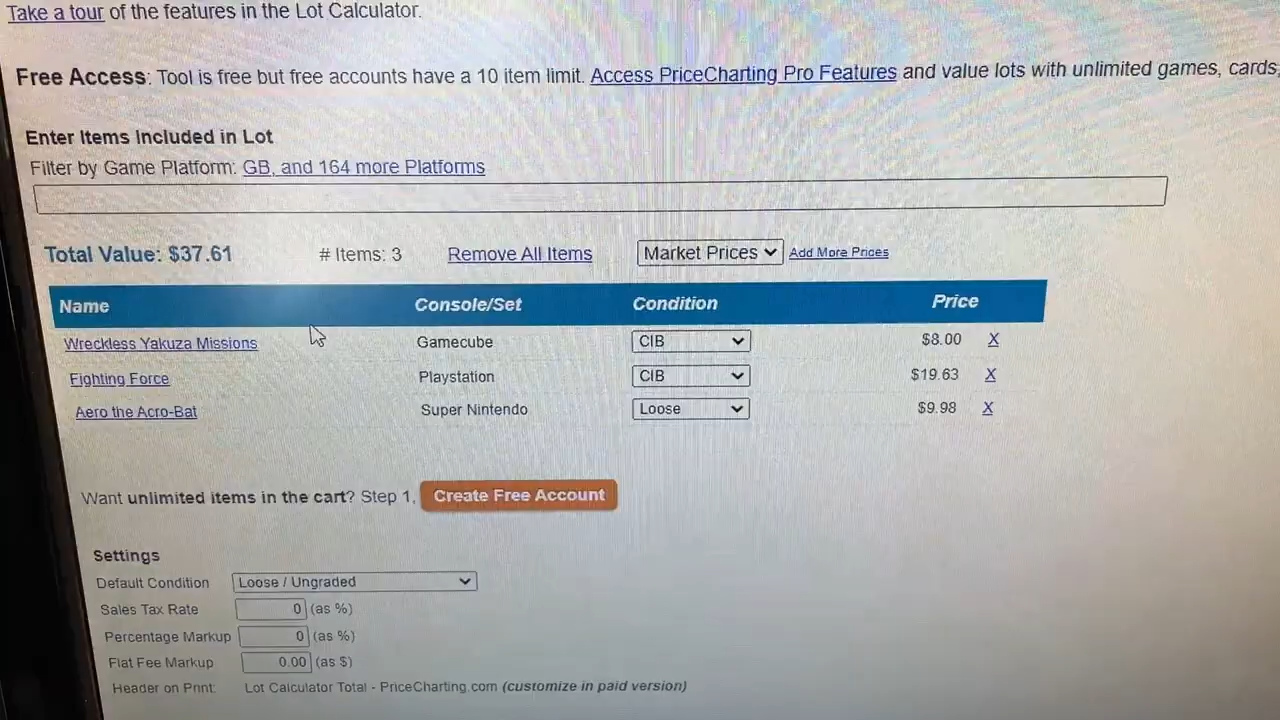 Take a tour of the features in the Lot Calculator.
Free Access: Tool is free but free accounts have a 10 item limit. Access PriceCharting Pro Features and value lots with unlimited games, cards,
Enter Items Included in Lot
Filter by Game Platform: GB, and 164 more Platforms
Total Value: $37.61 # Items: 3 Remove All Items Market Prices Add More Prices
Name Console/Set Condition Price
Wreckless Yakuza Missions Gamecube CIB $8.00 X
Fighting Force Playstation CIB $19.63 X
Aero the Acro-Bat Super Nintendo Loose $9.98 X
Want unlimited items in the cart? Step 1. Create Free Account
Settings
Default Condition Loose / Ungraded
Sales Tax Rate 0 (as %)
Percentage Markup 0 (as %)
Flat Fee Markup 0.00 (as $)
Header on Print: Lot Calculator Total - PriceCharting.com (customize in paid version)